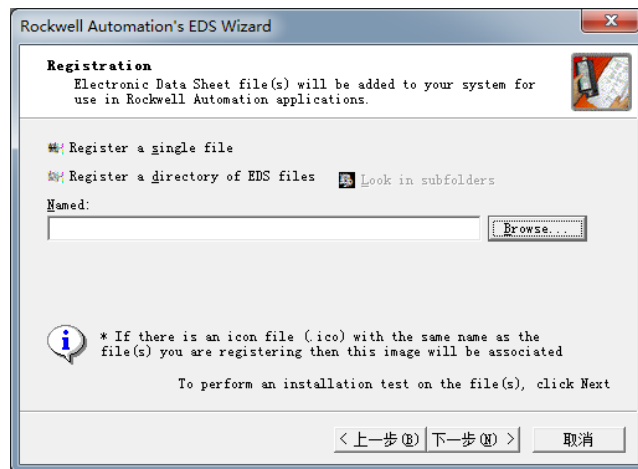 Rockwell Automation's EDS Wizard
Registration
Electronic Data Sheet file(s) will be added to your system for
use in Rockwell Automation applications.
Register a single file
Register a directory of EDS files
Look in subfolders
Named:
Browse...
* If there is an icon file (.ico) with the same name as the
file(s) you are registering then this image will be associated
To perform an installation test on the file(s), click Next
< 上一步(B)
下一步(N) >
取消